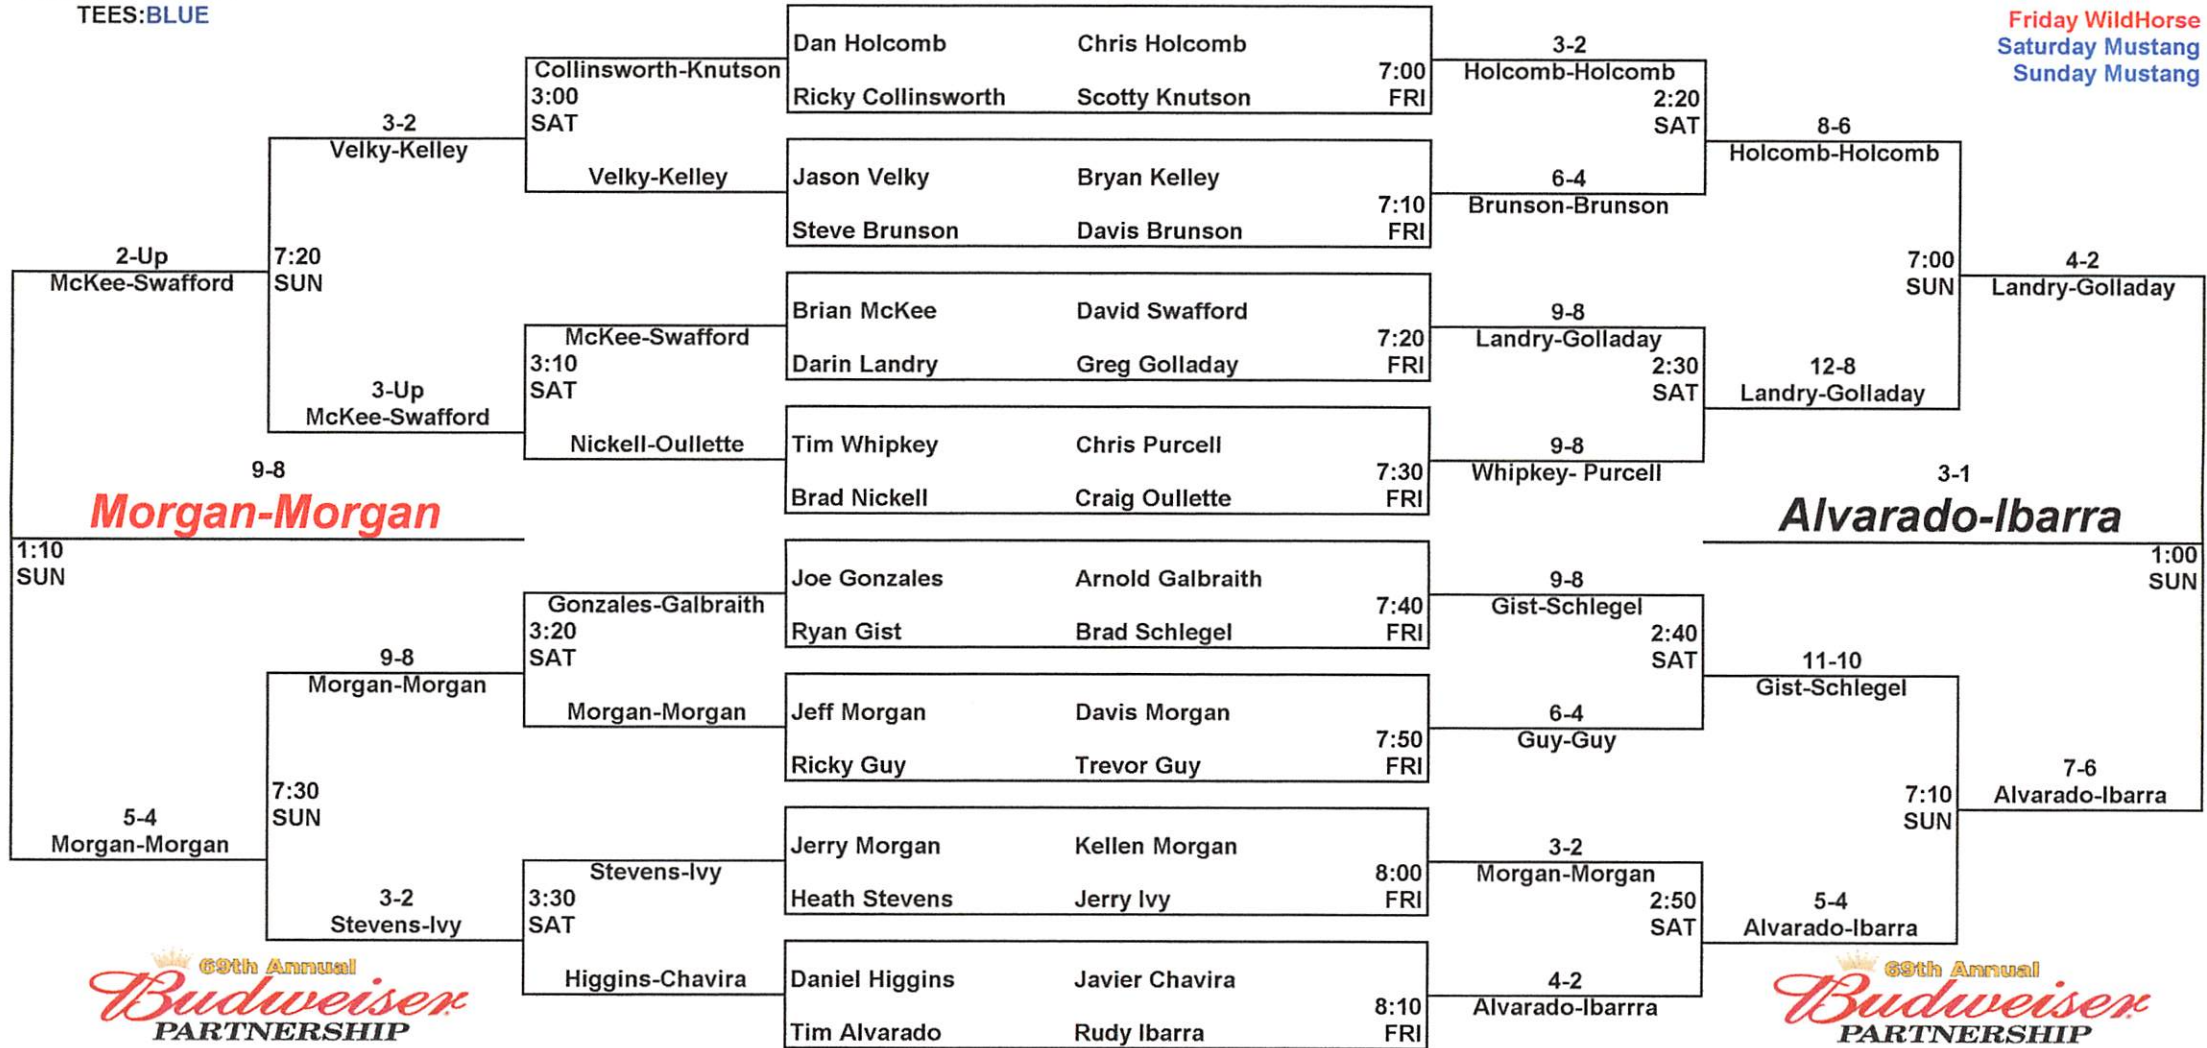 TEES:BLUE
Friday WildHorse
Saturday Mustang
Sunday Mustang
Collinsworth-Knutson
3:00
SAT
3-2
Velky-Kelley
Velky-Kelley
2-Up
McKee-Swafford
7:20
SUN
McKee-Swafford
3:10
SAT
3-Up
McKee-Swafford
Nickell-Oullette
9-8
Morgan-Morgan
1:10
SUN
Gonzales-Galbraith
3:20
SAT
9-8
Morgan-Morgan
Morgan-Morgan
7:30
SUN
5-4
Morgan-Morgan
Stevens-Ivy
3:30
SAT
3-2
Stevens-Ivy
Higgins-Chavira
69th Annual
Budweiser
PARTNERSHIP
Dan Holcomb Chris Holcomb
7:00
Ricky Collinsworth Scotty Knutson FRI
Jason Velky Bryan Kelley
7:10
Steve Brunson Davis Brunson FRI
Brian McKee David Swafford
7:20
Darin Landry Greg Golladay FRI
Tim Whipkey Chris Purcell
7:30
Brad Nickell Craig Oullette FRI
Joe Gonzales Arnold Galbraith
7:40
Ryan Gist Brad Schlegel FRI
Jeff Morgan Davis Morgan
7:50
Ricky Guy Trevor Guy FRI
Jerry Morgan Kellen Morgan
8:00
Heath Stevens Jerry Ivy FRI
Daniel Higgins Javier Chavira
8:10
Tim Alvarado Rudy Ibarra FRI
3-2
Holcomb-Holcomb
2:20
SAT
8-6
Holcomb-Holcomb
6-4
Brunson-Brunson
7:00
SUN
4-2
Landry-Golladay
9-8
Landry-Golladay
2:30
SAT
12-8
Landry-Golladay
9-8
Whipkey- Purcell
3-1
Alvarado-Ibarra
1:00
SUN
9-8
Gist-Schlegel
2:40
SAT
11-10
Gist-Schlegel
6-4
Guy-Guy
7:10
SUN
7-6
Alvarado-Ibarra
3-2
Morgan-Morgan
2:50
SAT
5-4
Alvarado-Ibarra
4-2
Alvarado-Ibarrra
69th Annual
Budweiser
PARTNERSHIP